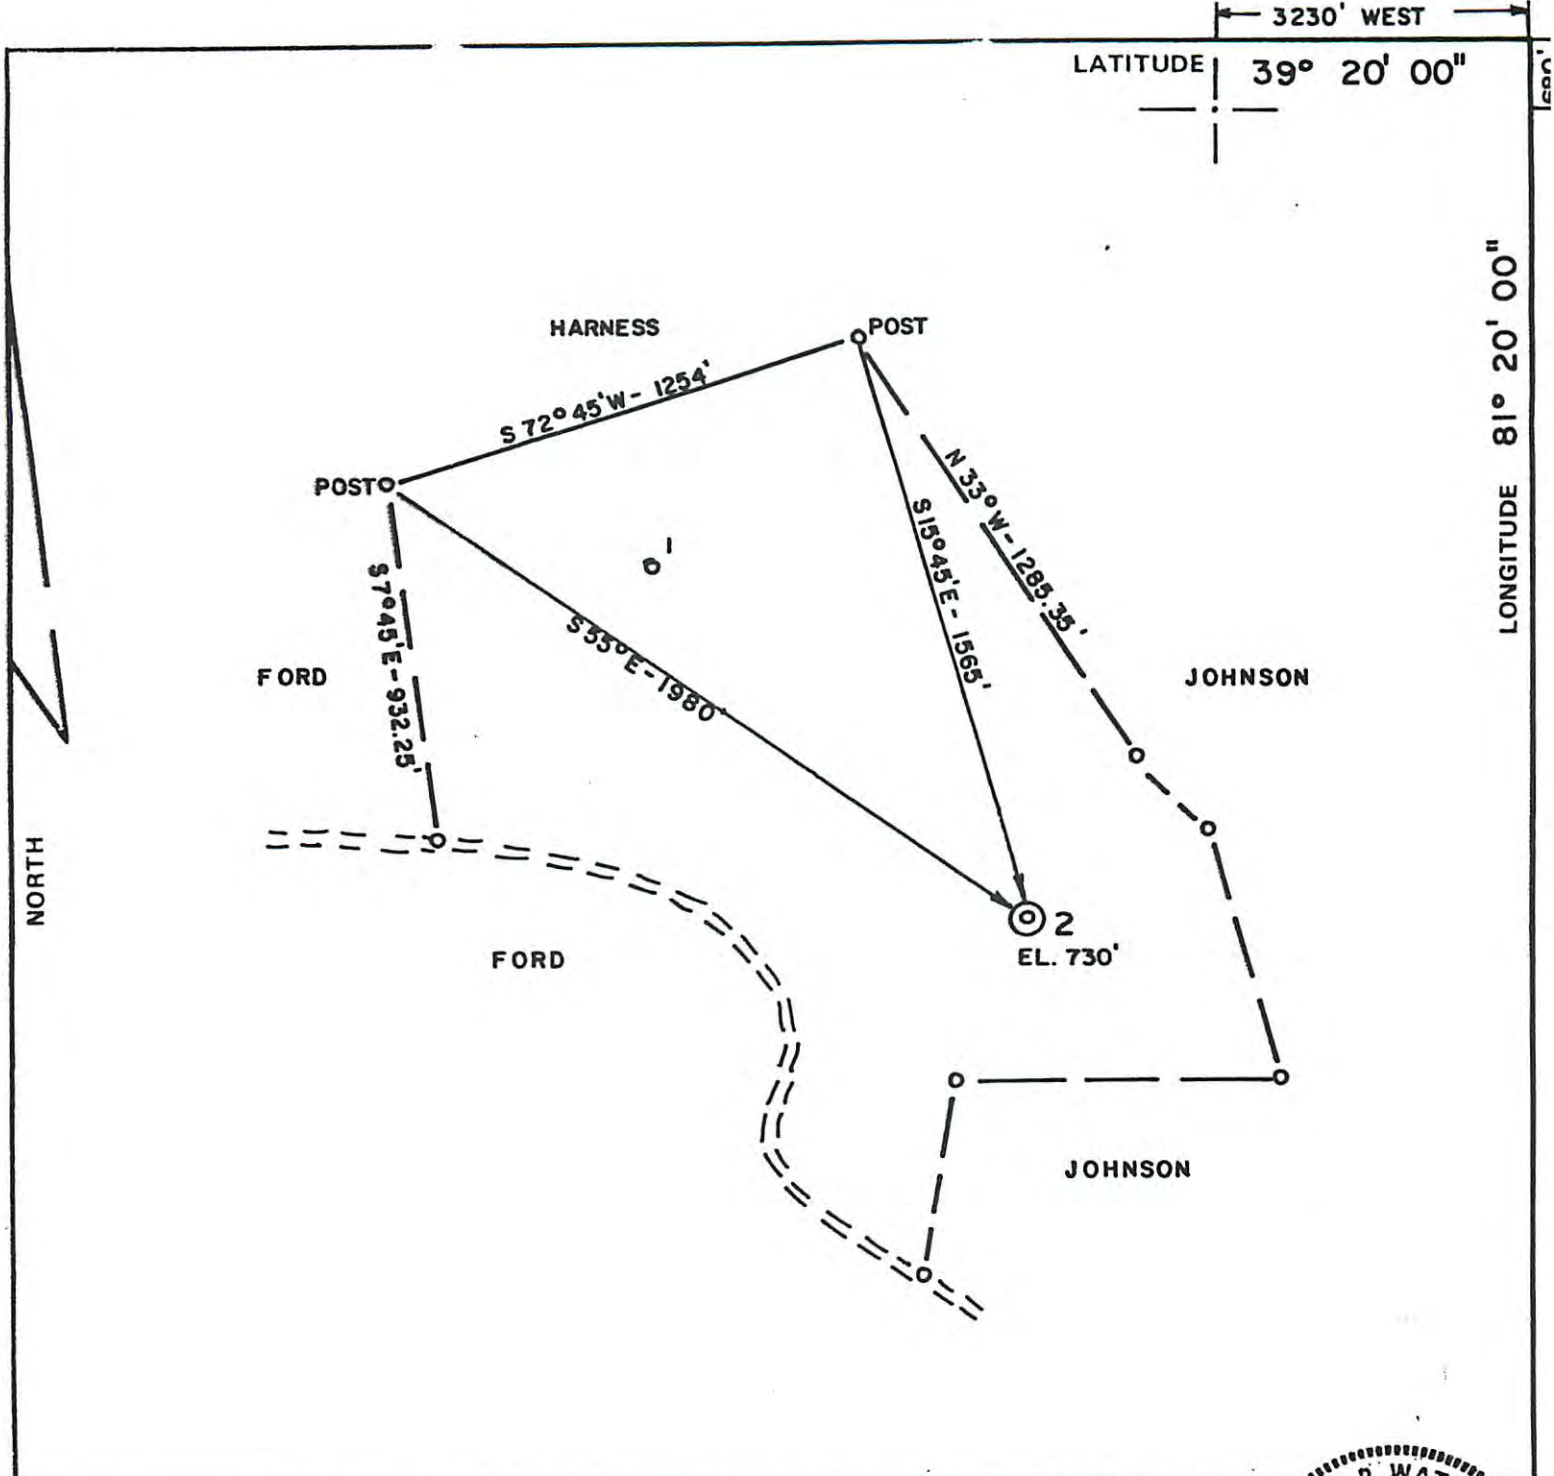 3230' WEST
LATITUDE 39° 20' 00"
LONGITUDE 81° 20' 00"
HARNESS
POST
S 72° 45'W - 1254'
POST
N 33° W - 1285.35'
1
S 15° 45' E - 1565'
S 7° 45' E - 932.25'
S 55° E - 1980'
FORD
JOHNSON
NORTH
2
EL. 730'
FORD
JOHNSON